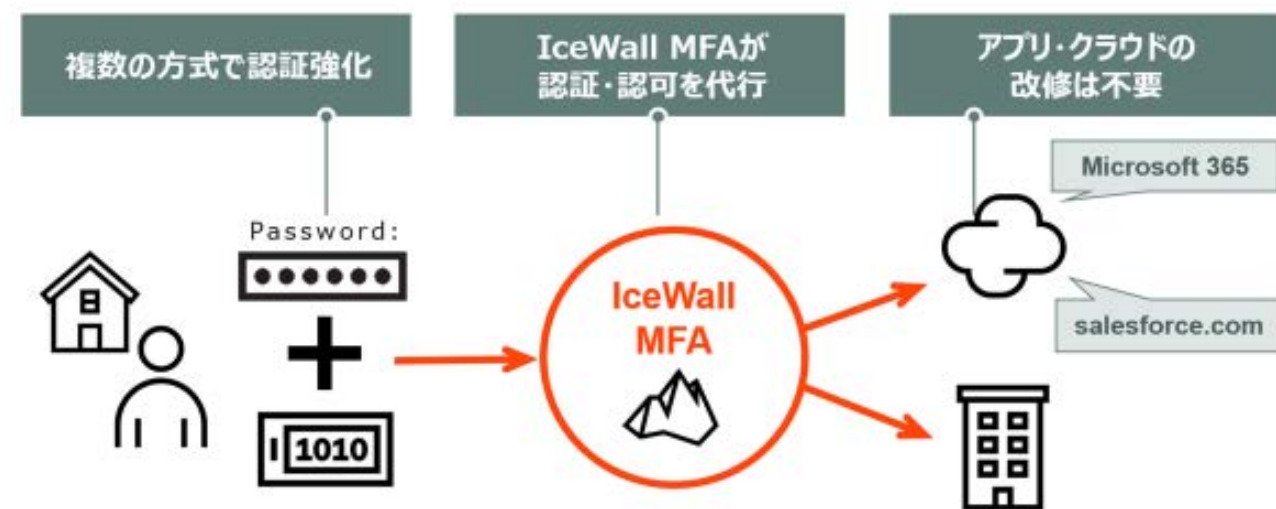 複数の方式で認証強化
IceWall MFAが
認証・認可を代行
アプリ・クラウドの
改修は不要
Microsoft 365
Password:
IceWall
MFA
salesforce.com
1010